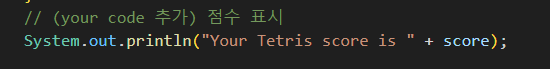 // (your code 추가) 점수 표시
System.out.println("Your Tetris score is " + score);